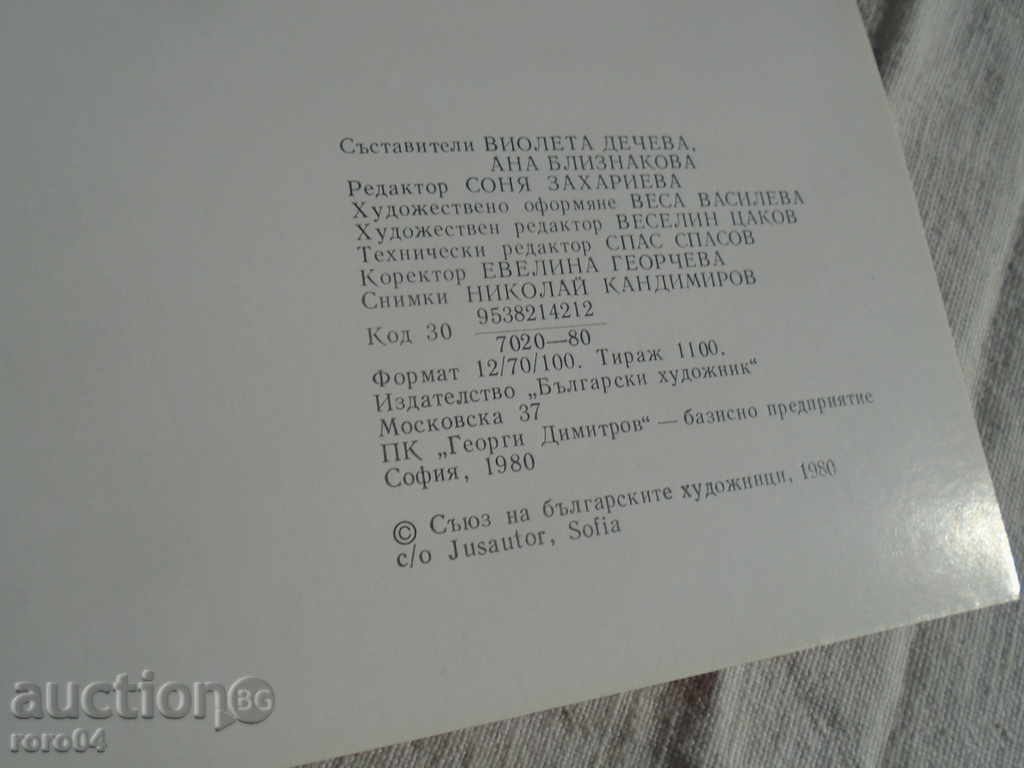 Съставители ВИОЛЕТА ДЕЧЕВА,
АНА БЛИЗНАКОВА
Редактор СОНЯ ЗАХАРИЕВА
Художествено оформяне ВЕСА ВАСИЛЕВА
Художествен редактор ВЕСЕЛИН ЦАКОВ
Технически редактор СПАС СПАСОВ
Коректор ЕВЕЛИНА ГЕОРЧЕВА
Снимки НИКОЛАЙ КАНДИМИРОВ
Код 30 9538214212
7020—80
Формат 12/70/100. Тираж 1100.
Издателство „Български художник“
Московска 37
ПК „Георги Димитров“ — базисно предприятие
София, 1980
© Съюз на българските художници, 1980
c/o Jusautor, Sofia
auction BG
roro04